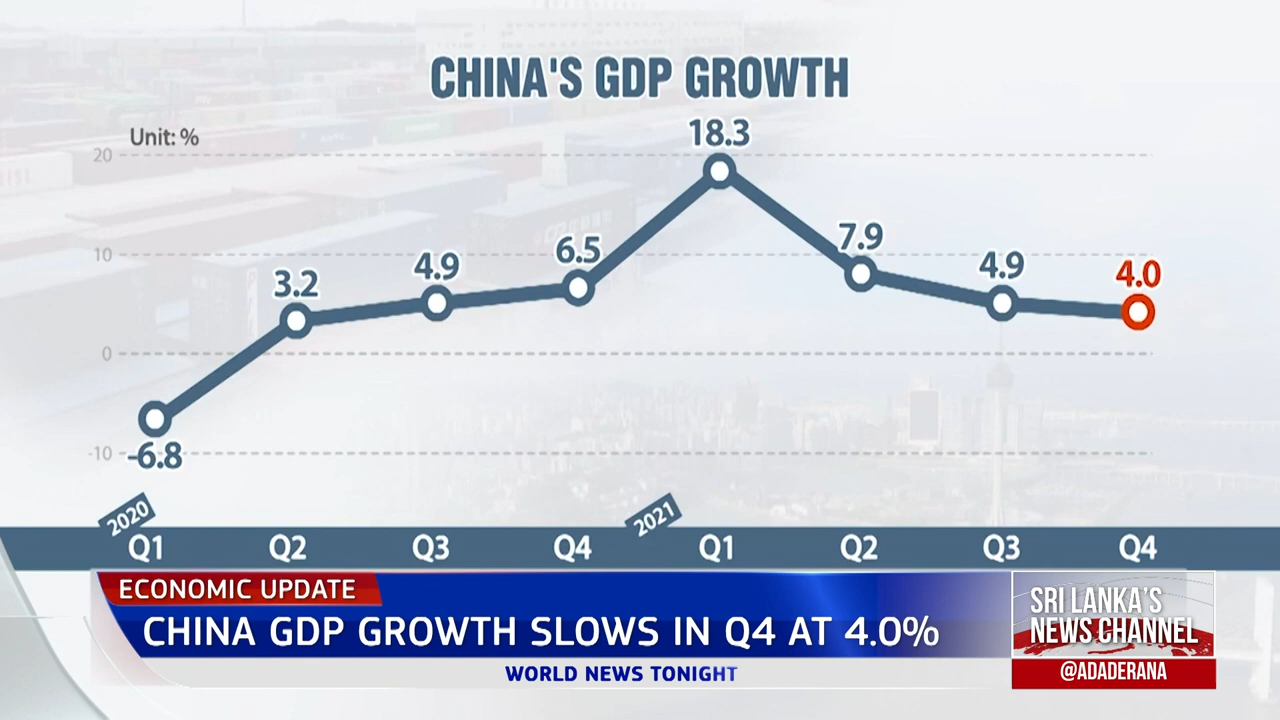 CHINA'S GDP GROWTH
Unit: %
18.3
20
7.9
6.5
10
4.9
4.9
4.0
3.2
0
-6.8
-10
2020
2021
Q1 Q2 Q3 Q4 Q1 Q2 Q3 Q4
ECONOMIC UPDATE
CHINA GDP GROWTH SLOWS IN Q4 AT 4.0%
WORLD NEWS TONIGHT
SRI LANKA'S
NEWS CHANNEL
@ADADERANA